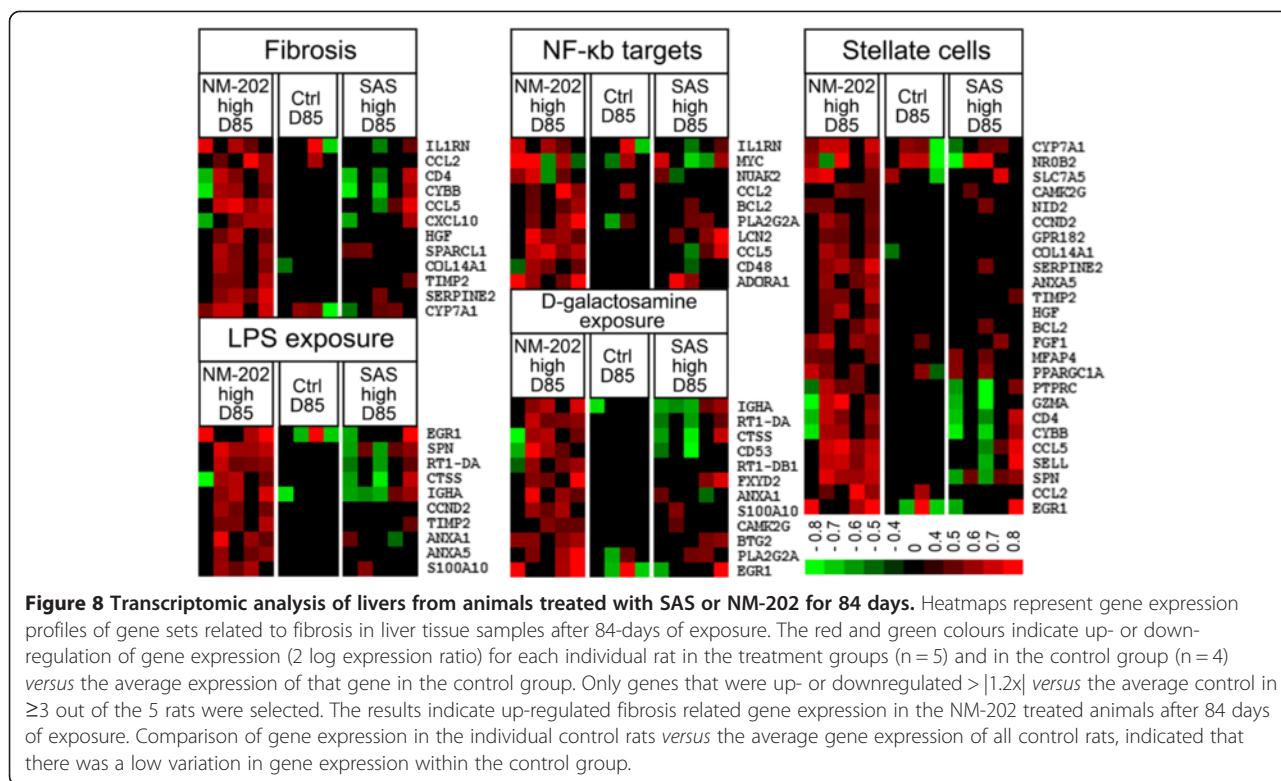 Fibrosis
NM-202 high D85
Ctrl D85
SAS high D85
IL1RN
CCL2
CD4
CYBB
CCL5
CXCL10
HGF
SPARCL1
COL14A1
TIMP2
SERPINE2
CYP7A1
LPS exposure
NM-202 high D85
Ctrl D85
SAS high D85
EGR1
SPN
RT1-DA
CTSS
IGHA
CCND2
TIMP2
ANXA1
ANXA5
S100A10
NF-κb targets
NM-202 high D85
Ctrl D85
SAS high D85
IL1RN
MYC
NUAK2
CCL2
BCL2
PLA2G2A
LCN2
CCL5
CD48
ADORA1
D-galactosamine
exposure
NM-202 high D85
Ctrl D85
SAS high D85
IGHA
RT1-DA
CTSS
CD53
RT1-DB1
FXYD2
ANXA1
S100A10
CAMK2G
BTG2
PLA2G2A
EGR1
Stellate cells
NM-202 high D85
Ctrl D85
SAS high D85
CYP7A1
NR0B2
SLC7A5
CAMK2G
NID2
CCND2
GPR182
COL14A1
SERPINE2
ANXA5
TIMP2
HGF
BCL2
FGF1
MFAP4
PPARGC1A
PTPRC
GZMA
CD4
CYBB
CCL5
SELL
SPN
CCL2
EGR1
- 0.8
- 0.7
- 0.6
- 0.5
- 0.4
0
0.4
0.5
0.6
0.7
0.8
Figure 8 Transcriptomic analysis of livers from animals treated with SAS or NM-202 for 84 days. Heatmaps represent gene expression
profiles of gene sets related to fibrosis in liver tissue samples after 84-days of exposure. The red and green colours indicate up- or down-
regulation of gene expression (2 log expression ratio) for each individual rat in the treatment groups (n = 5) and in the control group (n = 4)
versus the average expression of that gene in the control group. Only genes that were up- or downregulated > |1.2x| versus the average control in
≥3 out of the 5 rats were selected. The results indicate up-regulated fibrosis related gene expression in the NM-202 treated animals after 84 days
of exposure. Comparison of gene expression in the individual control rats versus the average gene expression of all control rats, indicated that
there was a low variation in gene expression within the control group.